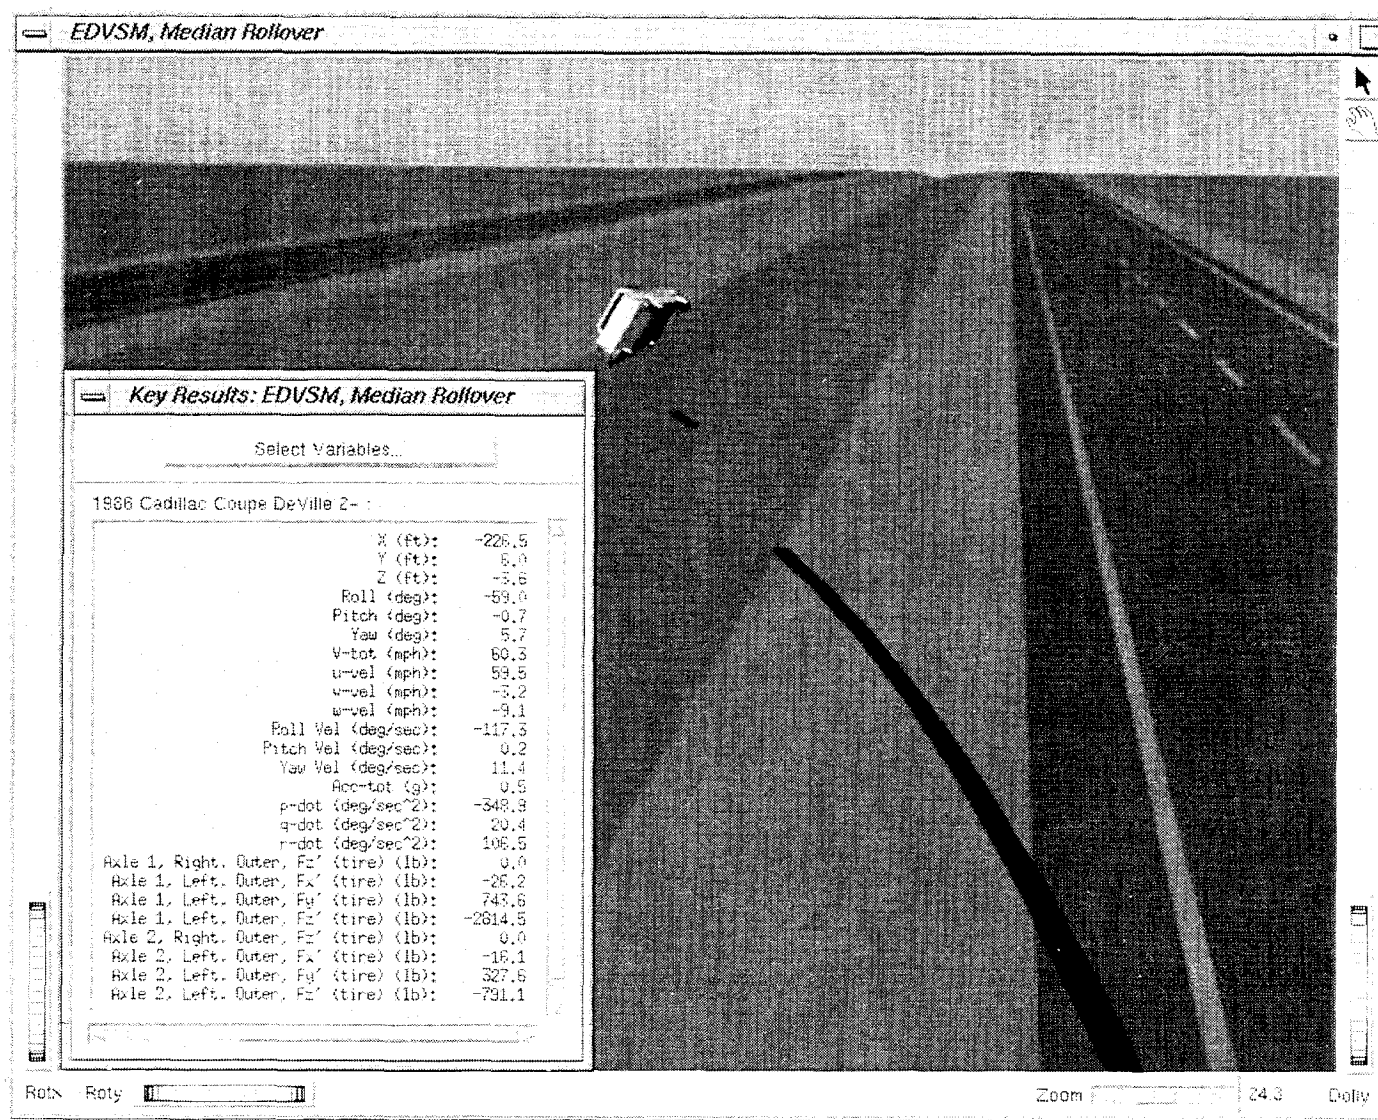 EDVSM, Median Rollover
Key Results: EDVSM, Median Rollover
Select Variables...
1986 Cadillac Coupe DeVille 2-
X (ft): -226.5
Y (ft): 6.0
Z (ft): -3.6
Roll (deg): -59.0
Pitch (deg): -0.7
Yaw (deg): 5.7
V-tot (mph): 60.3
u-vel (mph): 59.5
v-vel (mph): -3.2
w-vel (mph): -9.1
Roll Vel (deg/sec): -117.3
Pitch Vel (deg/sec): 0.2
Yaw Vel (deg/sec): 11.4
Acc-tot (g): 0.5
p-dot (deg/sec^2): -348.9
q-dot (deg/sec^2): 20.4
r-dot (deg/sec^2): 106.5
Axle 1, Right, Outer, Fz' (tire) (lb): 0.0
Axle 1, Left, Outer, Fx' (tire) (lb): -26.2
Axle 1, Left, Outer, Fy' (tire) (lb): 743.6
Axle 1, Left, Outer, Fz' (tire) (lb): -2814.5
Axle 2, Right, Outer, Fz' (tire) (lb): 0.0
Axle 2, Left, Outer, Fx' (tire) (lb): -16.1
Axle 2, Left, Outer, Fy' (tire) (lb): 327.6
Axle 2, Left, Outer, Fz' (tire) (lb): -791.1
Rotx Roty Zoom 24.3 Dolly